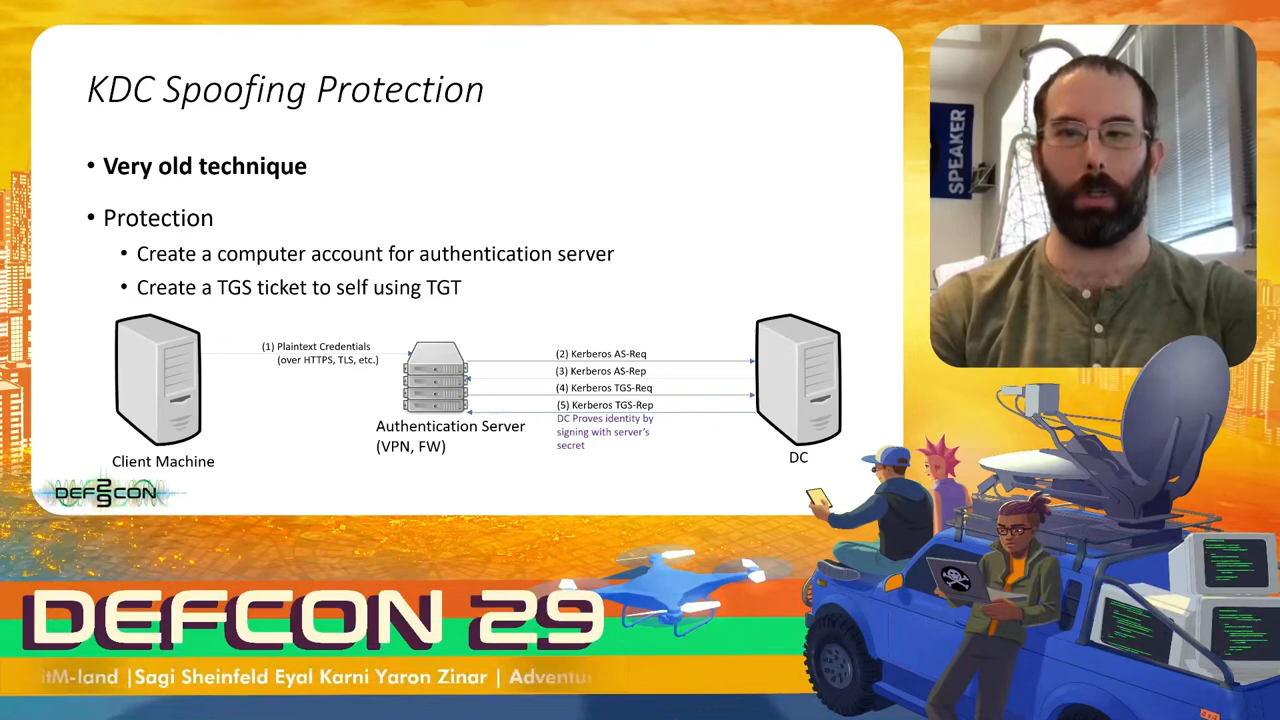 KDC Spoofing Protection
• Very old technique
• Protection
• Create a computer account for authentication server
• Create a TGS ticket to self using TGT
(1) Plaintext Credentials
(over HTTPS, TLS, etc.)
(2) Kerberos AS-Req
(3) Kerberos AS-Rep
(4) Kerberos TGS-Req
(5) Kerberos TGS-Rep
DC Proves identity by
signing with server's
secret
Authentication Server
(VPN, FW)
Client Machine
DC
DEF CON
29
SPEAKER
DEFCON 29
itM-land |Sagi Sheinfeld Eyal Karni Yaron Zinar | Adventu